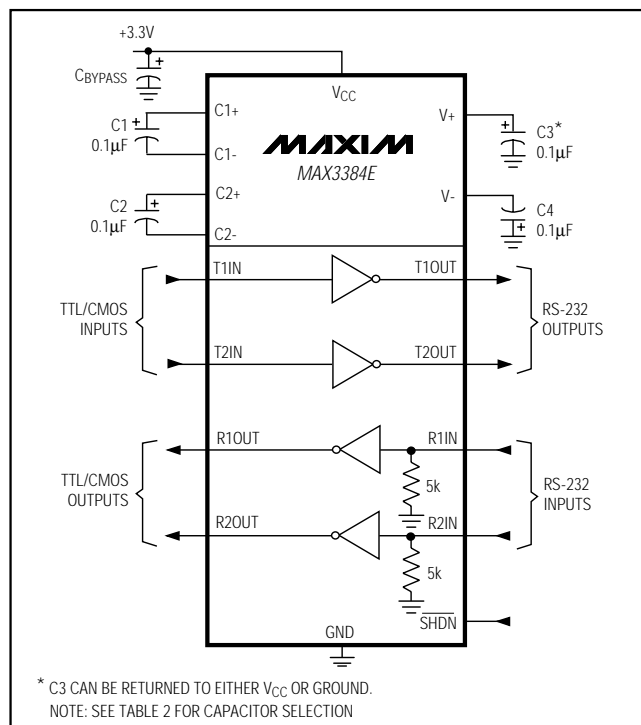 +3.3V
CBYPASS
+
VCC
C1+
V+
C1
0.1µF
+
+
C3*
0.1µF
C1-
MAXIM
MAX3384E
C2+
V-
C2
0.1µF
+
C4
0.1µF
+
C2-
T1IN
T1OUT
TTL/CMOS
INPUTS
RS-232
OUTPUTS
T2IN
T2OUT
R1OUT
R1IN
TTL/CMOS
OUTPUTS
5k
RS-232
INPUTS
R2OUT
R2IN
5k
SHDN
GND
* C3 CAN BE RETURNED TO EITHER VCC OR GROUND.
NOTE: SEE TABLE 2 FOR CAPACITOR SELECTION